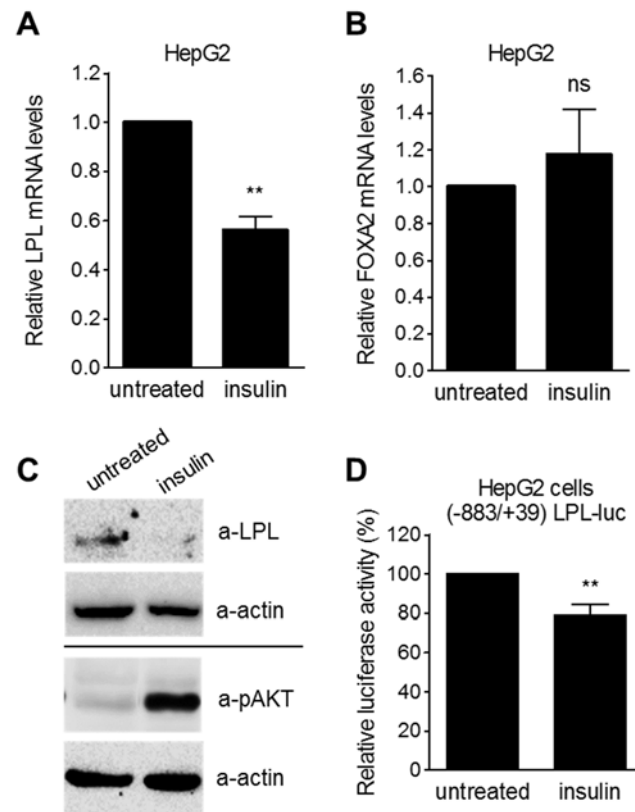 A
HepG2
Relative LPL mRNA levels
1.2
1.0
0.8
0.6
0.4
0.2
0.0
**
untreated
insulin
B
HepG2
Relative FOXA2 mRNA levels
1.6
1.4
1.2
1.0
0.8
0.6
0.4
0.2
0.0
ns
untreated
insulin
C
untreated
insulin
a-LPL
a-actin
a-pAKT
a-actin
D
HepG2 cells
(-883/+39) LPL-luc
Relative luciferase activity (%)
120
100
80
60
40
20
0
**
untreated
insulin